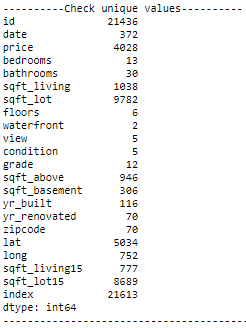 ----------Check unique values----------
id 21436
date 372
price 4028
bedrooms 13
bathrooms 30
sqft_living 1038
sqft_lot 9782
floors 6
waterfront 2
view 5
condition 5
grade 12
sqft_above 946
sqft_basement 306
yr_built 116
yr_renovated 70
zipcode 70
lat 5034
long 752
sqft_living15 777
sqft_lot15 8689
index 21613
dtype: int64
----------------------------------------